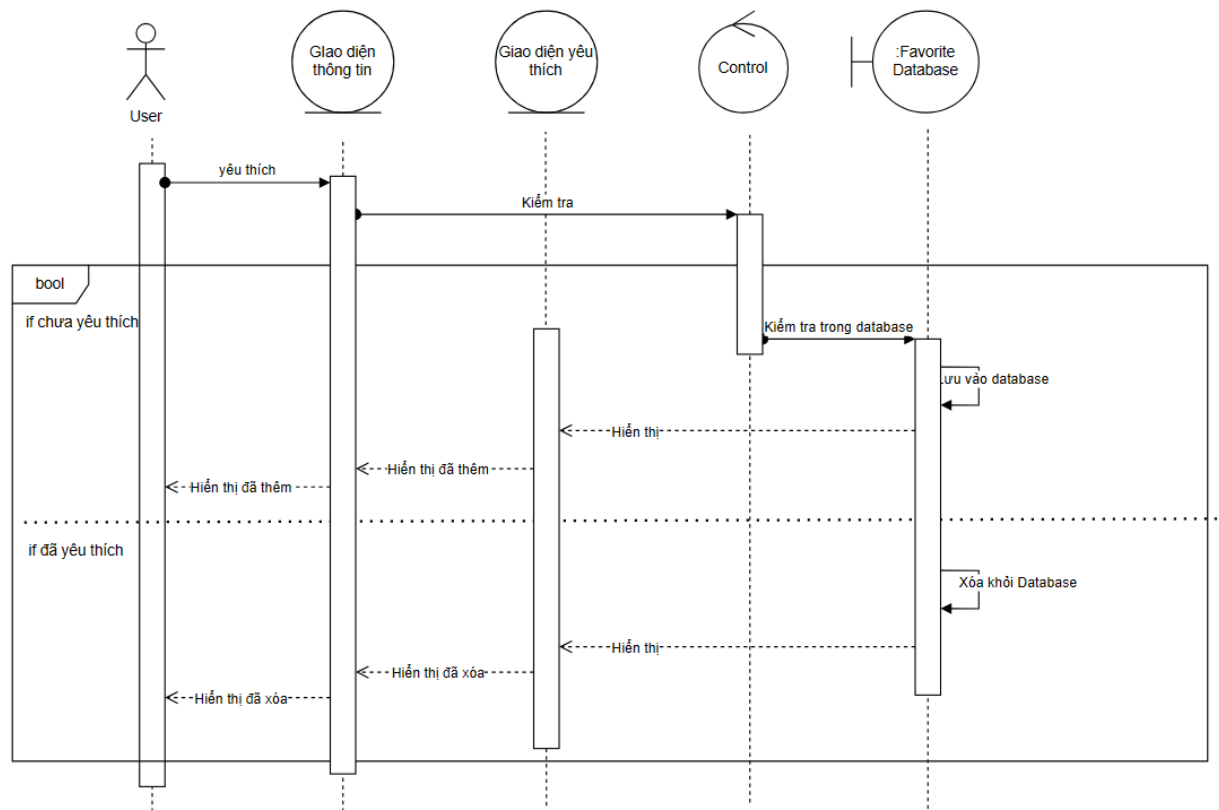 GIao diện
thông tin
Giao diện yêu
thích
Control
:Favorite
Database
User
yêu thích
Kiểm tra
bool
if chưa yêu thích
Kiểm tra trong database
Lưu vào database
Hiển thị
Hiển thị đã thêm
Hiển thị đã thêm
if đã yêu thích
Xóa khỏi Database
Hiển thị
Hiển thị đã xóa
Hiển thị đã xóa